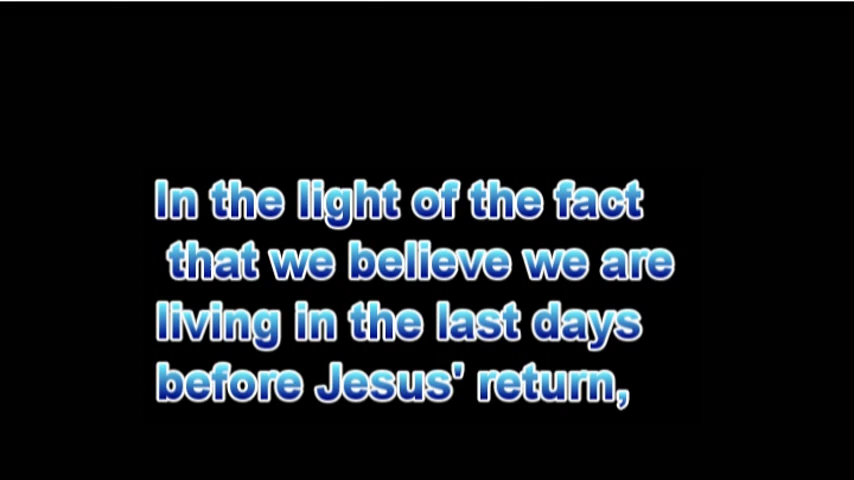 In the light of the fact
that we believe we are
living in the last days
before Jesus' return,